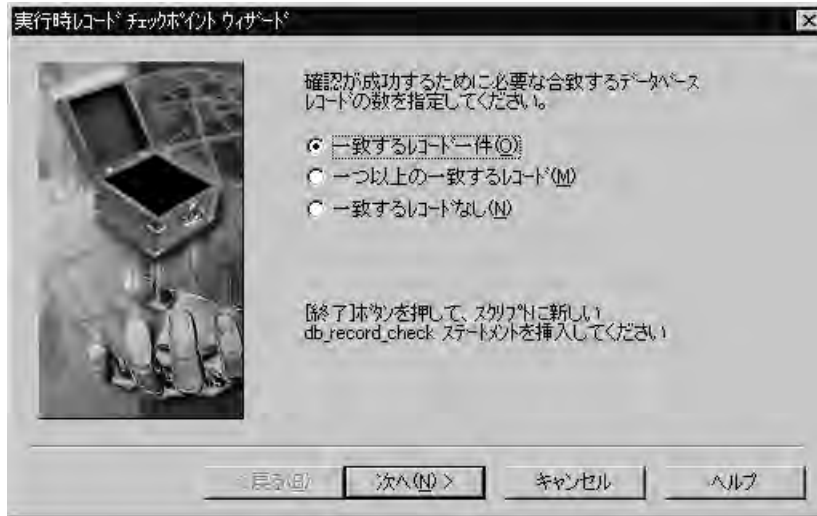 実行時レコード チェックポイント ウィザード
確認が成功するために必要な合致するデータベース
レコードの数を指定してください。
一致するレコード一件(O)
一つ以上の一致するレコード(M)
一致するレコードなし(N)
[終了]ボタンを押して、スクリプトに新しい
db_record_check ステートメントを挿入してください
< 戻る(B) 次へ(N) > キャンセル ヘルプ